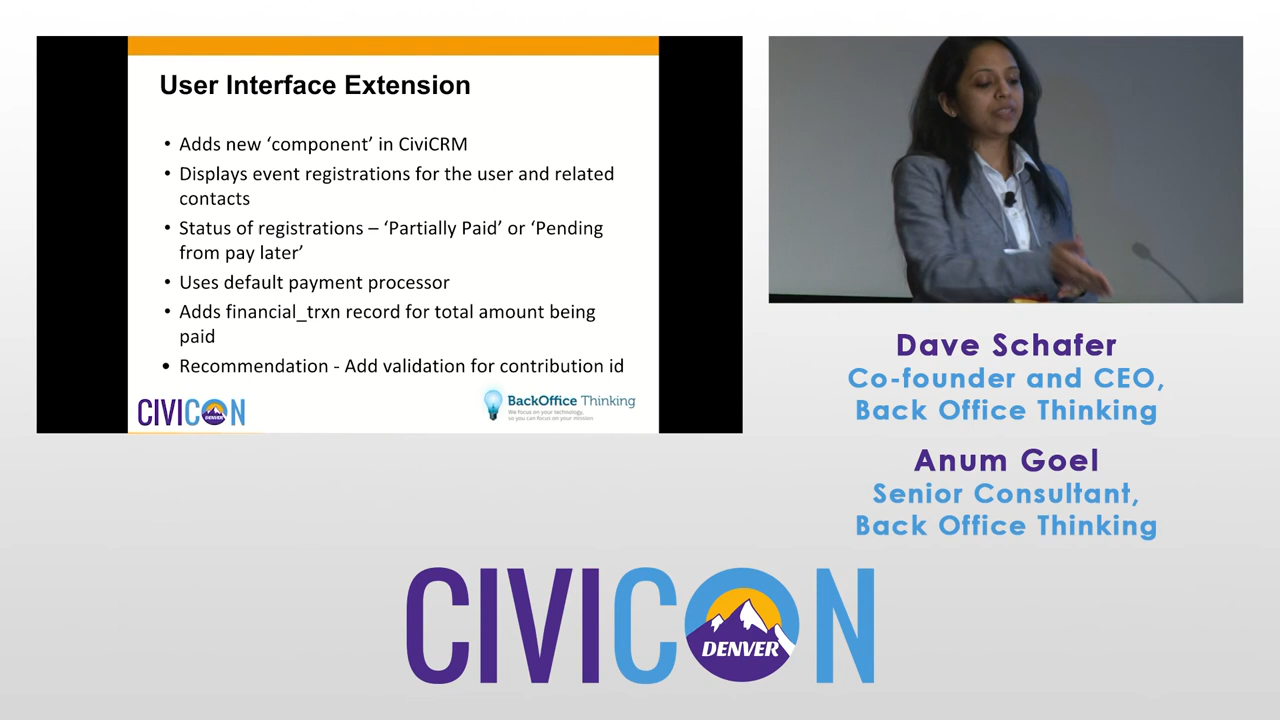 User Interface Extension
• Adds new ‘component’ in CiviCRM
• Displays event registrations for the user and related
contacts
• Status of registrations – ‘Partially Paid’ or ‘Pending
from pay later’
• Uses default payment processor
• Adds financial_trxn record for total amount being
paid
• Recommendation - Add validation for contribution id
CIVICON
DENVER
BackOffice Thinking
We focus on your technology,
so you can focus on your mission.
Dave Schafer
Co-founder and CEO,
Back Office Thinking
Anum Goel
Senior Consultant,
Back Office Thinking
CIVICON
DENVER